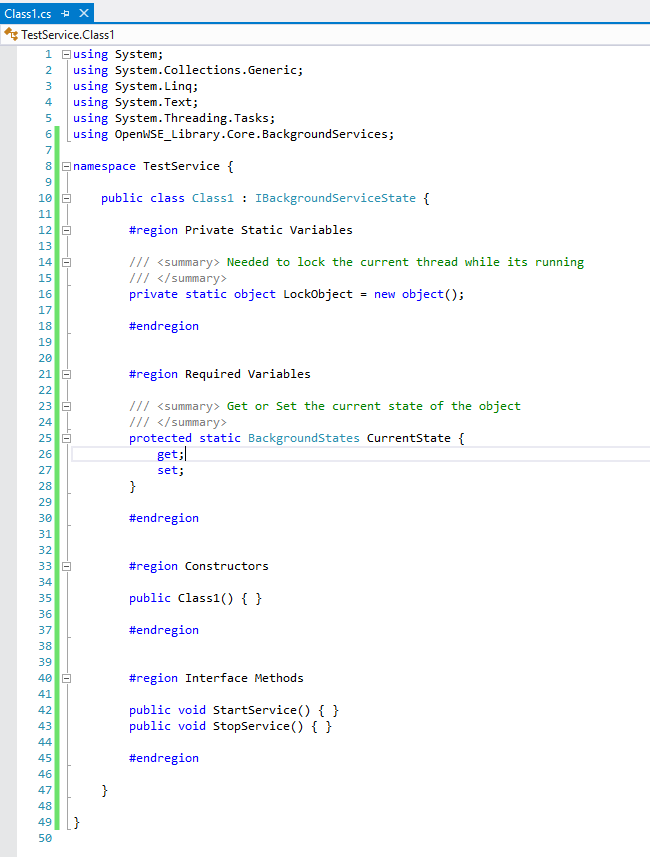 Class1.cs
TestService.Class1
1 using System;
2 using System.Collections.Generic;
3 using System.Linq;
4 using System.Text;
5 using System.Threading.Tasks;
6 using OpenWSE_Library.Core.BackgroundServices;
7
8 namespace TestService {
9
10     public class Class1 : IBackgroundServiceState {
11
12         #region Private Static Variables
13
14         /// <summary> Needed to lock the current thread while its running
15         /// </summary>
16         private static object LockObject = new object();
17
18         #endregion
19
20
21         #region Required Variables
22
23         /// <summary> Get or Set the current state of the object
24         /// </summary>
25         protected static BackgroundStates CurrentState {
26             get;
27             set;
28         }
29
30         #endregion
31
32
33         #region Constructors
34
35         public Class1() { }
36
37         #endregion
38
39
40         #region Interface Methods
41
42         public void StartService() { }
43         public void StopService() { }
44
45         #endregion
46
47     }
48
49 }
50